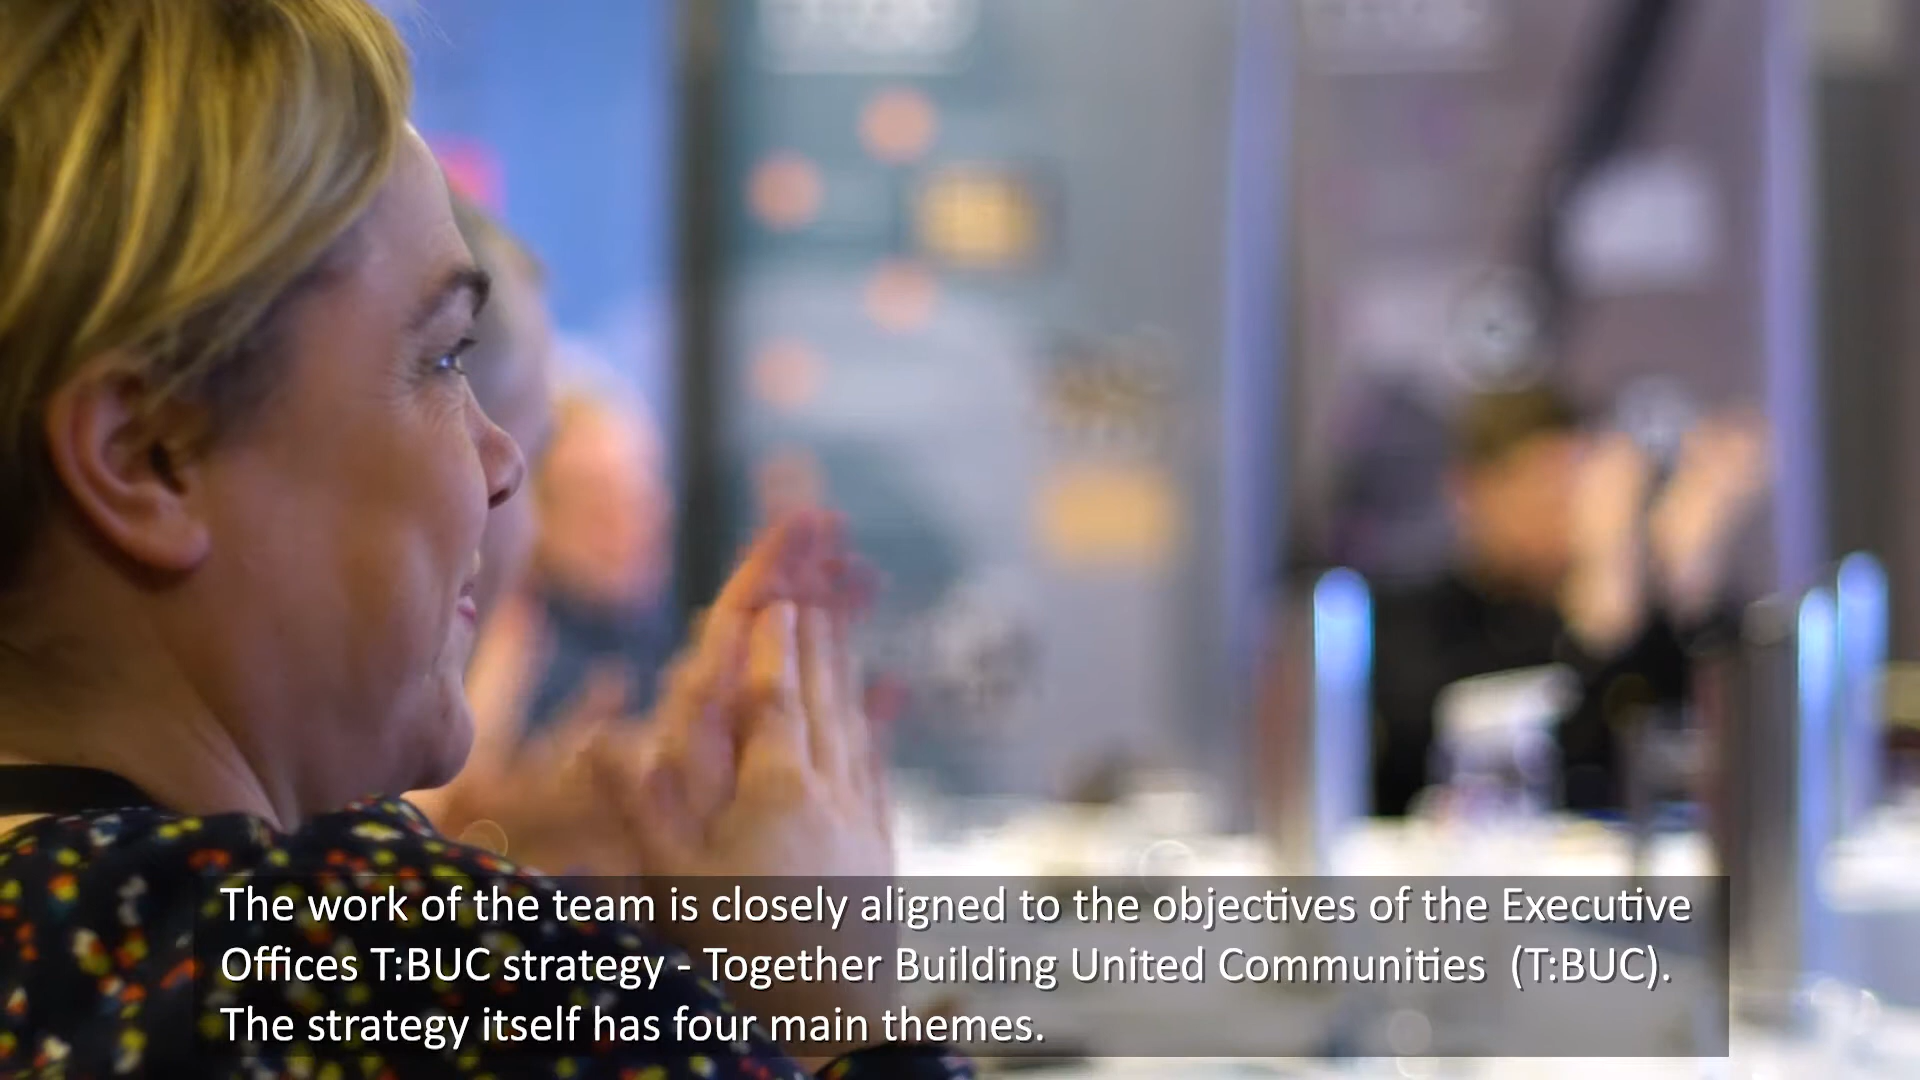 The work of the team is closely aligned to the objectives of the Executive
Offices T:BUC strategy - Together Building United Communities  (T:BUC).
The strategy itself has four main themes.